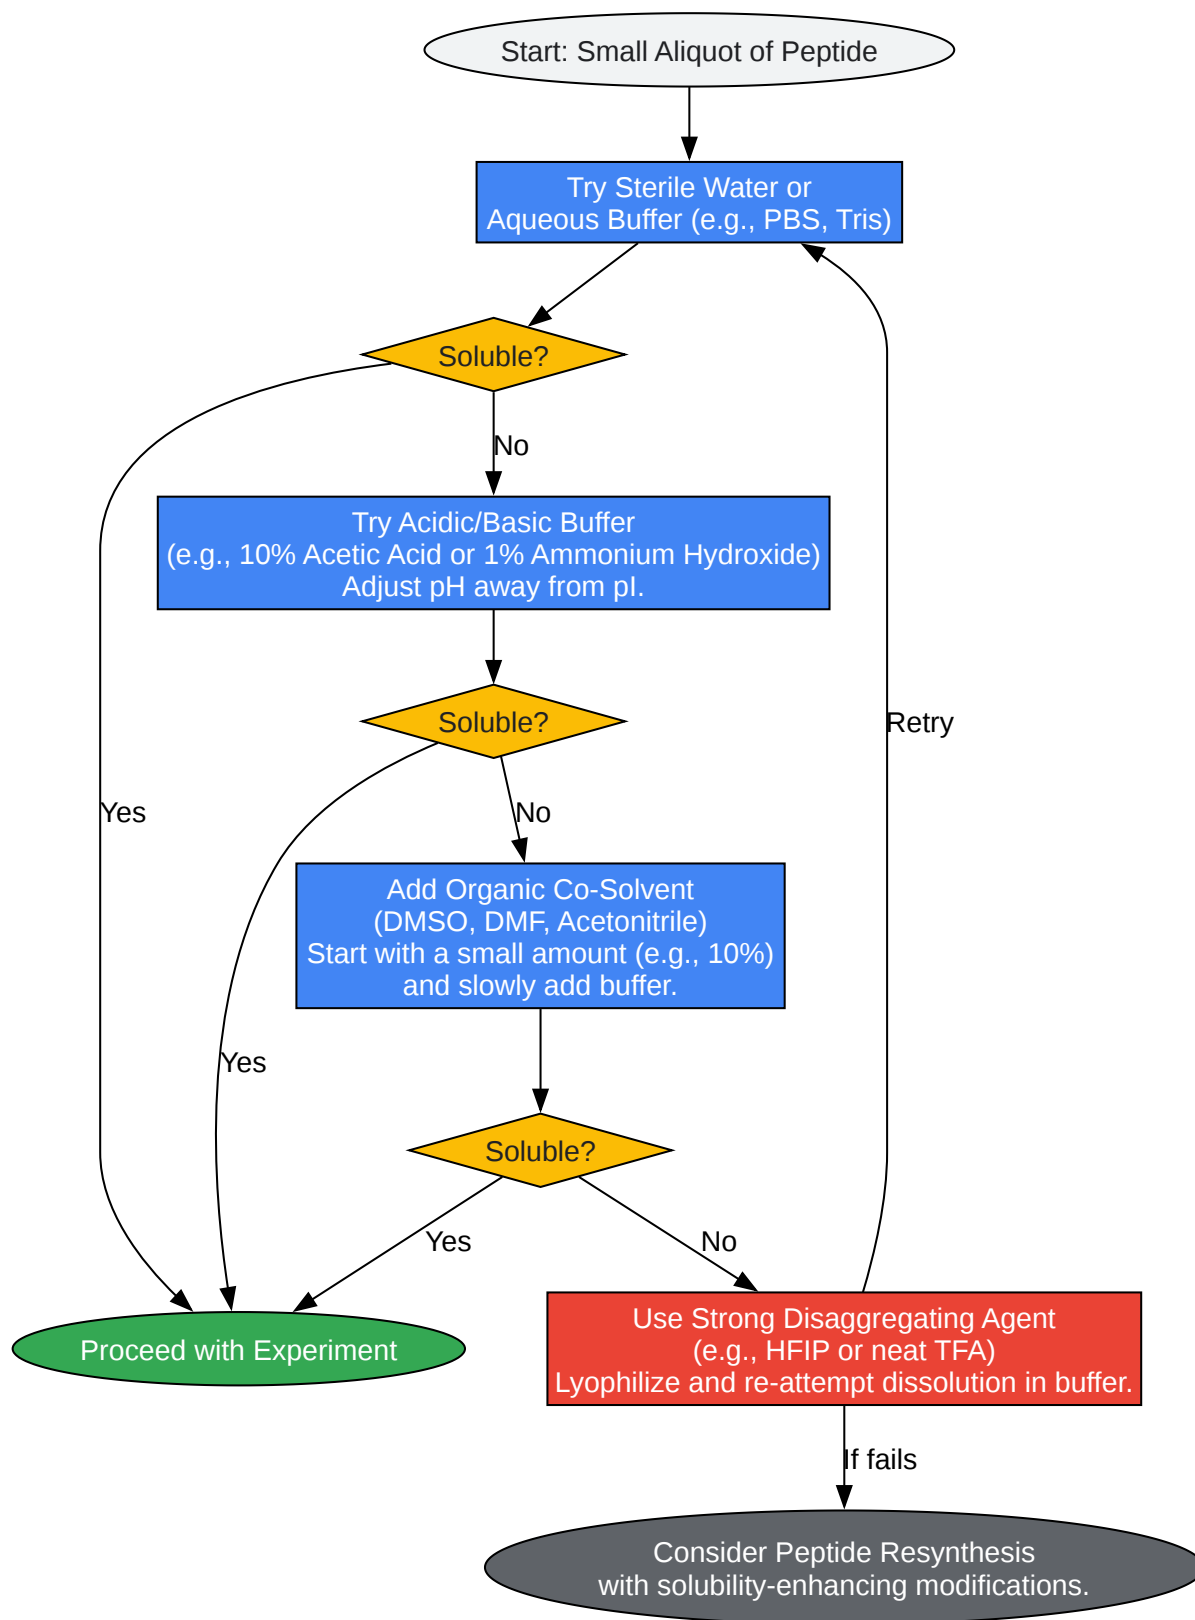 Start: Small Aliquot of Peptide
Try Sterile Water or
Aqueous Buffer (e.g., PBS, Tris)
Soluble?
No
Try Acidic/Basic Buffer
(e.g., 10% Acetic Acid or 1% Ammonium Hydroxide)
Adjust pH away from pI.
Soluble?
Retry
Yes
No
Add Organic Co-Solvent
(DMSO, DMF, Acetonitrile)
Start with a small amount (e.g., 10%)
and slowly add buffer.
Yes
Soluble?
Yes
No
Proceed with Experiment
Use Strong Disaggregating Agent
(e.g., HFIP or neat TFA)
Lyophilize and re-attempt dissolution in buffer.
If fails
Consider Peptide Resynthesis
with solubility-enhancing modifications.